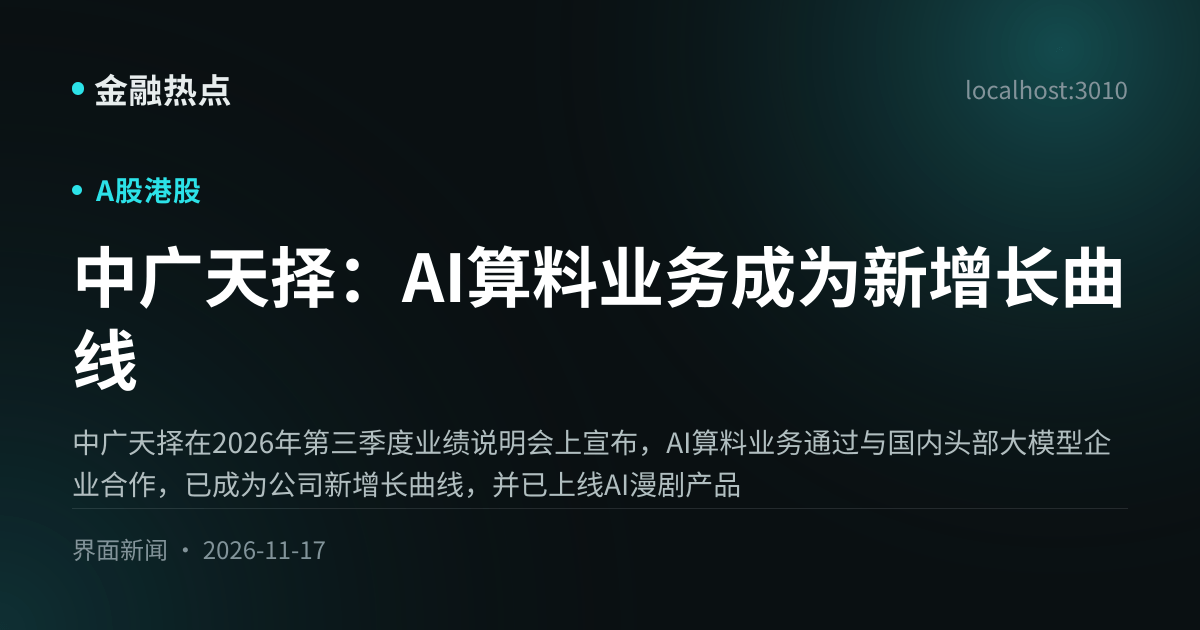 金融热点
localhost:3010
A股港股
中广天择：AI算料业务成为新增长曲
线
中广天择在2026年第三季度业绩说明会上宣布，AI算料业务通过与国内头部大模型企
业合作，已成为公司新增长曲线，并已上线AI漫剧产品
界面新闻 • 2026-11-17